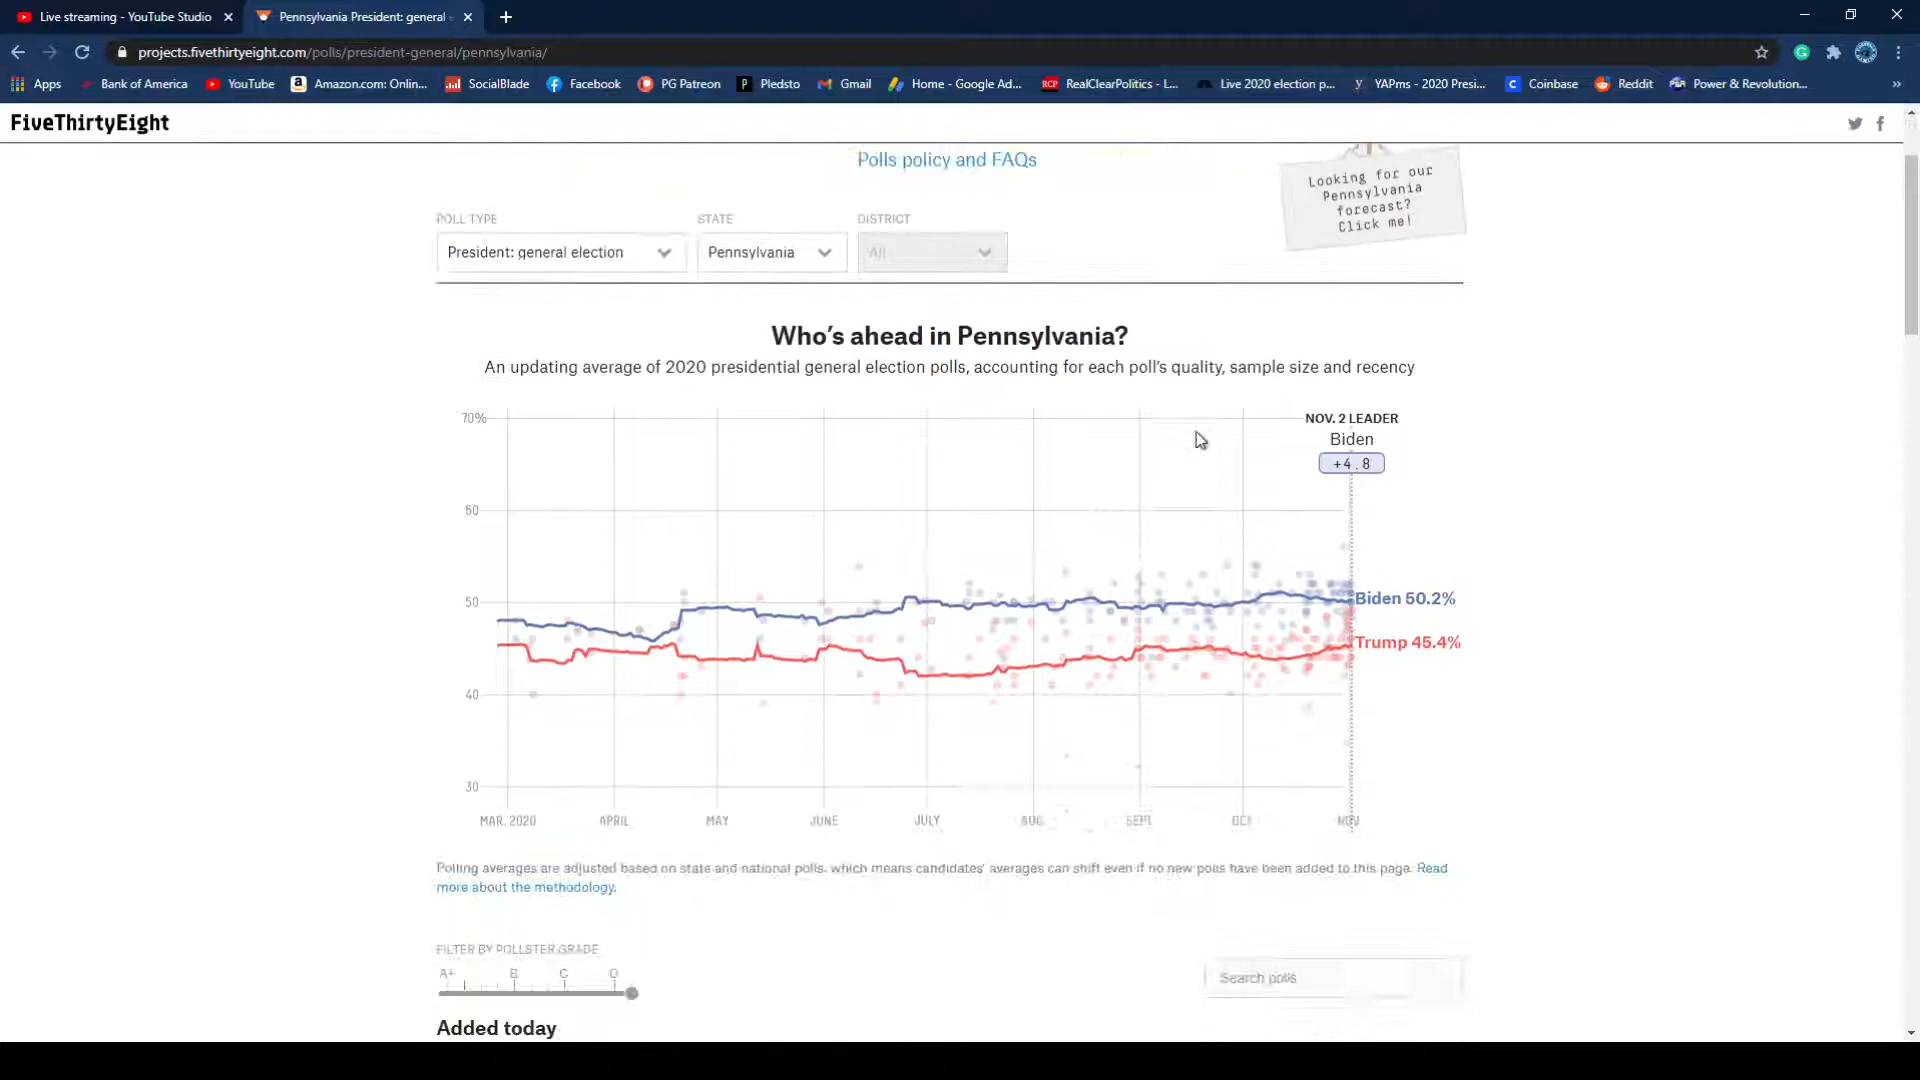 Live streaming - YouTube Studio
Pennsylvania President: general
projects.fivethirtyeight.com/polls/president-general/pennsylvania/
Apps Bank of America YouTube Amazon.com: Onlin... SocialBlade Facebook PG Patreon Pledsto Gmail Home - Google Ad... RealClearPolitics - L... Live 2020 election p... YAPms - 2020 Presi... Coinbase Reddit Power & Revolution...
FiveThirtyEight
Polls policy and FAQs
Looking for our
Pennsylvania
forecast?
Click me!
POLL TYPE STATE DISTRICT
President: general election Pennsylvania All
Who's ahead in Pennsylvania?
An updating average of 2020 presidential general election polls, accounting for each poll's quality, sample size and recency
70%
NOV. 2 LEADER
Biden
+4.8
60
50
Biden 50.2%
Trump 45.4%
40
30
MAR. 2020 APRIL MAY JUNE JULY AUG. SEPT. OCT. NOV.
Polling averages are adjusted based on state and national polls, which means candidates' averages can shift even if no new polls have been added to this page. Read
more about the methodology.
FILTER BY POLLSTER GRADE
A+ B C D
Search polls
Added today